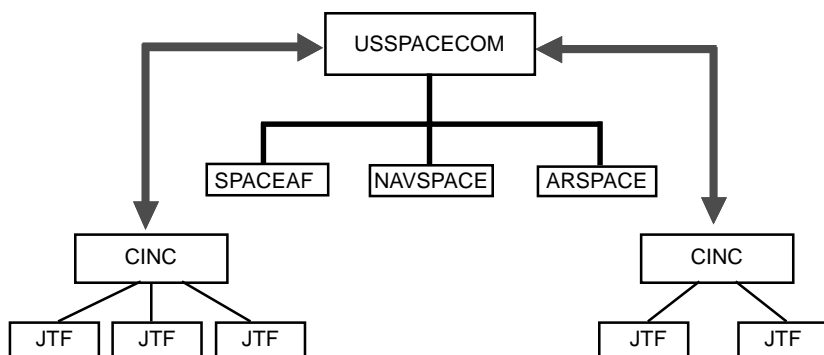 USSPACECOM
SPACEAF NAVSPACE ARSPACE
CINC CINC
JTF JTF JTF JTF JTF